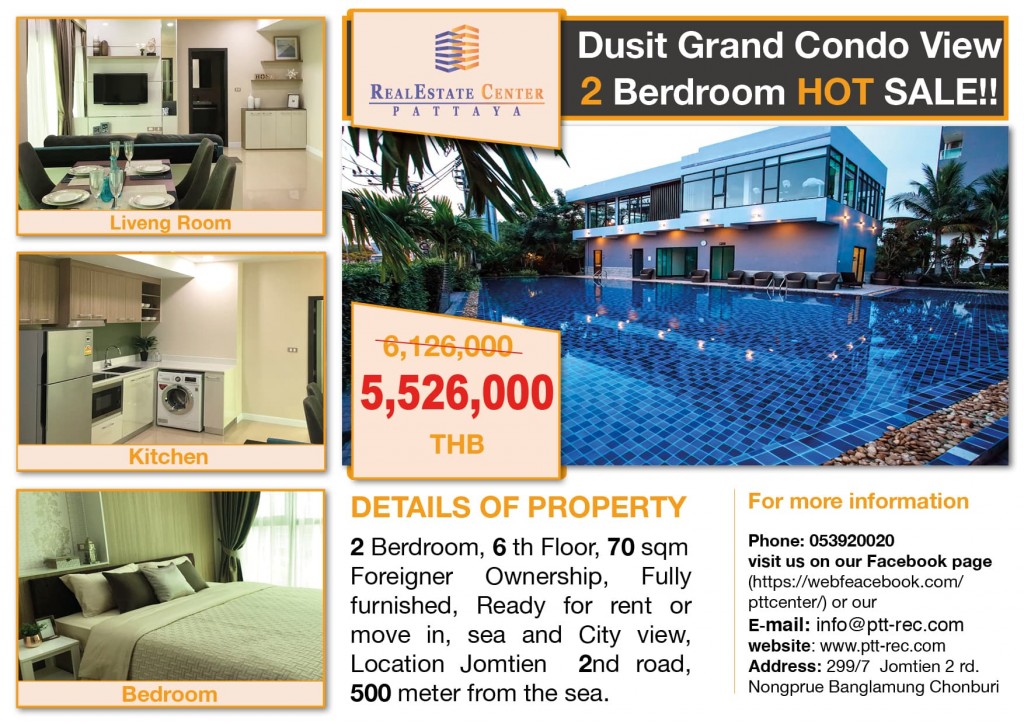 REALESTATE CENTER
PATTAYA
Dusit Grand Condo View
2 Berdroom HOT SALE!!
Liveng Room
Kitchen
Bedroom
6,126,000
5,526,000
THB
DETAILS OF PROPERTY
2 Berdroom, 6 th Floor, 70 sqm
Foreigner Ownership, Fully
furnished, Ready for rent or
move in, sea and City view,
Location Jomtien 2nd road,
500 meter from the sea.
For more information
Phone: 053920020
visit us on our Facebook page
(https://webfeacebook.com/
pttcenter/) or our
E-mail: info@ptt-rec.com
website: www.ptt-rec.com
Address: 299/7 Jomtien 2 rd.
Nongprue Banglamung Chonburi